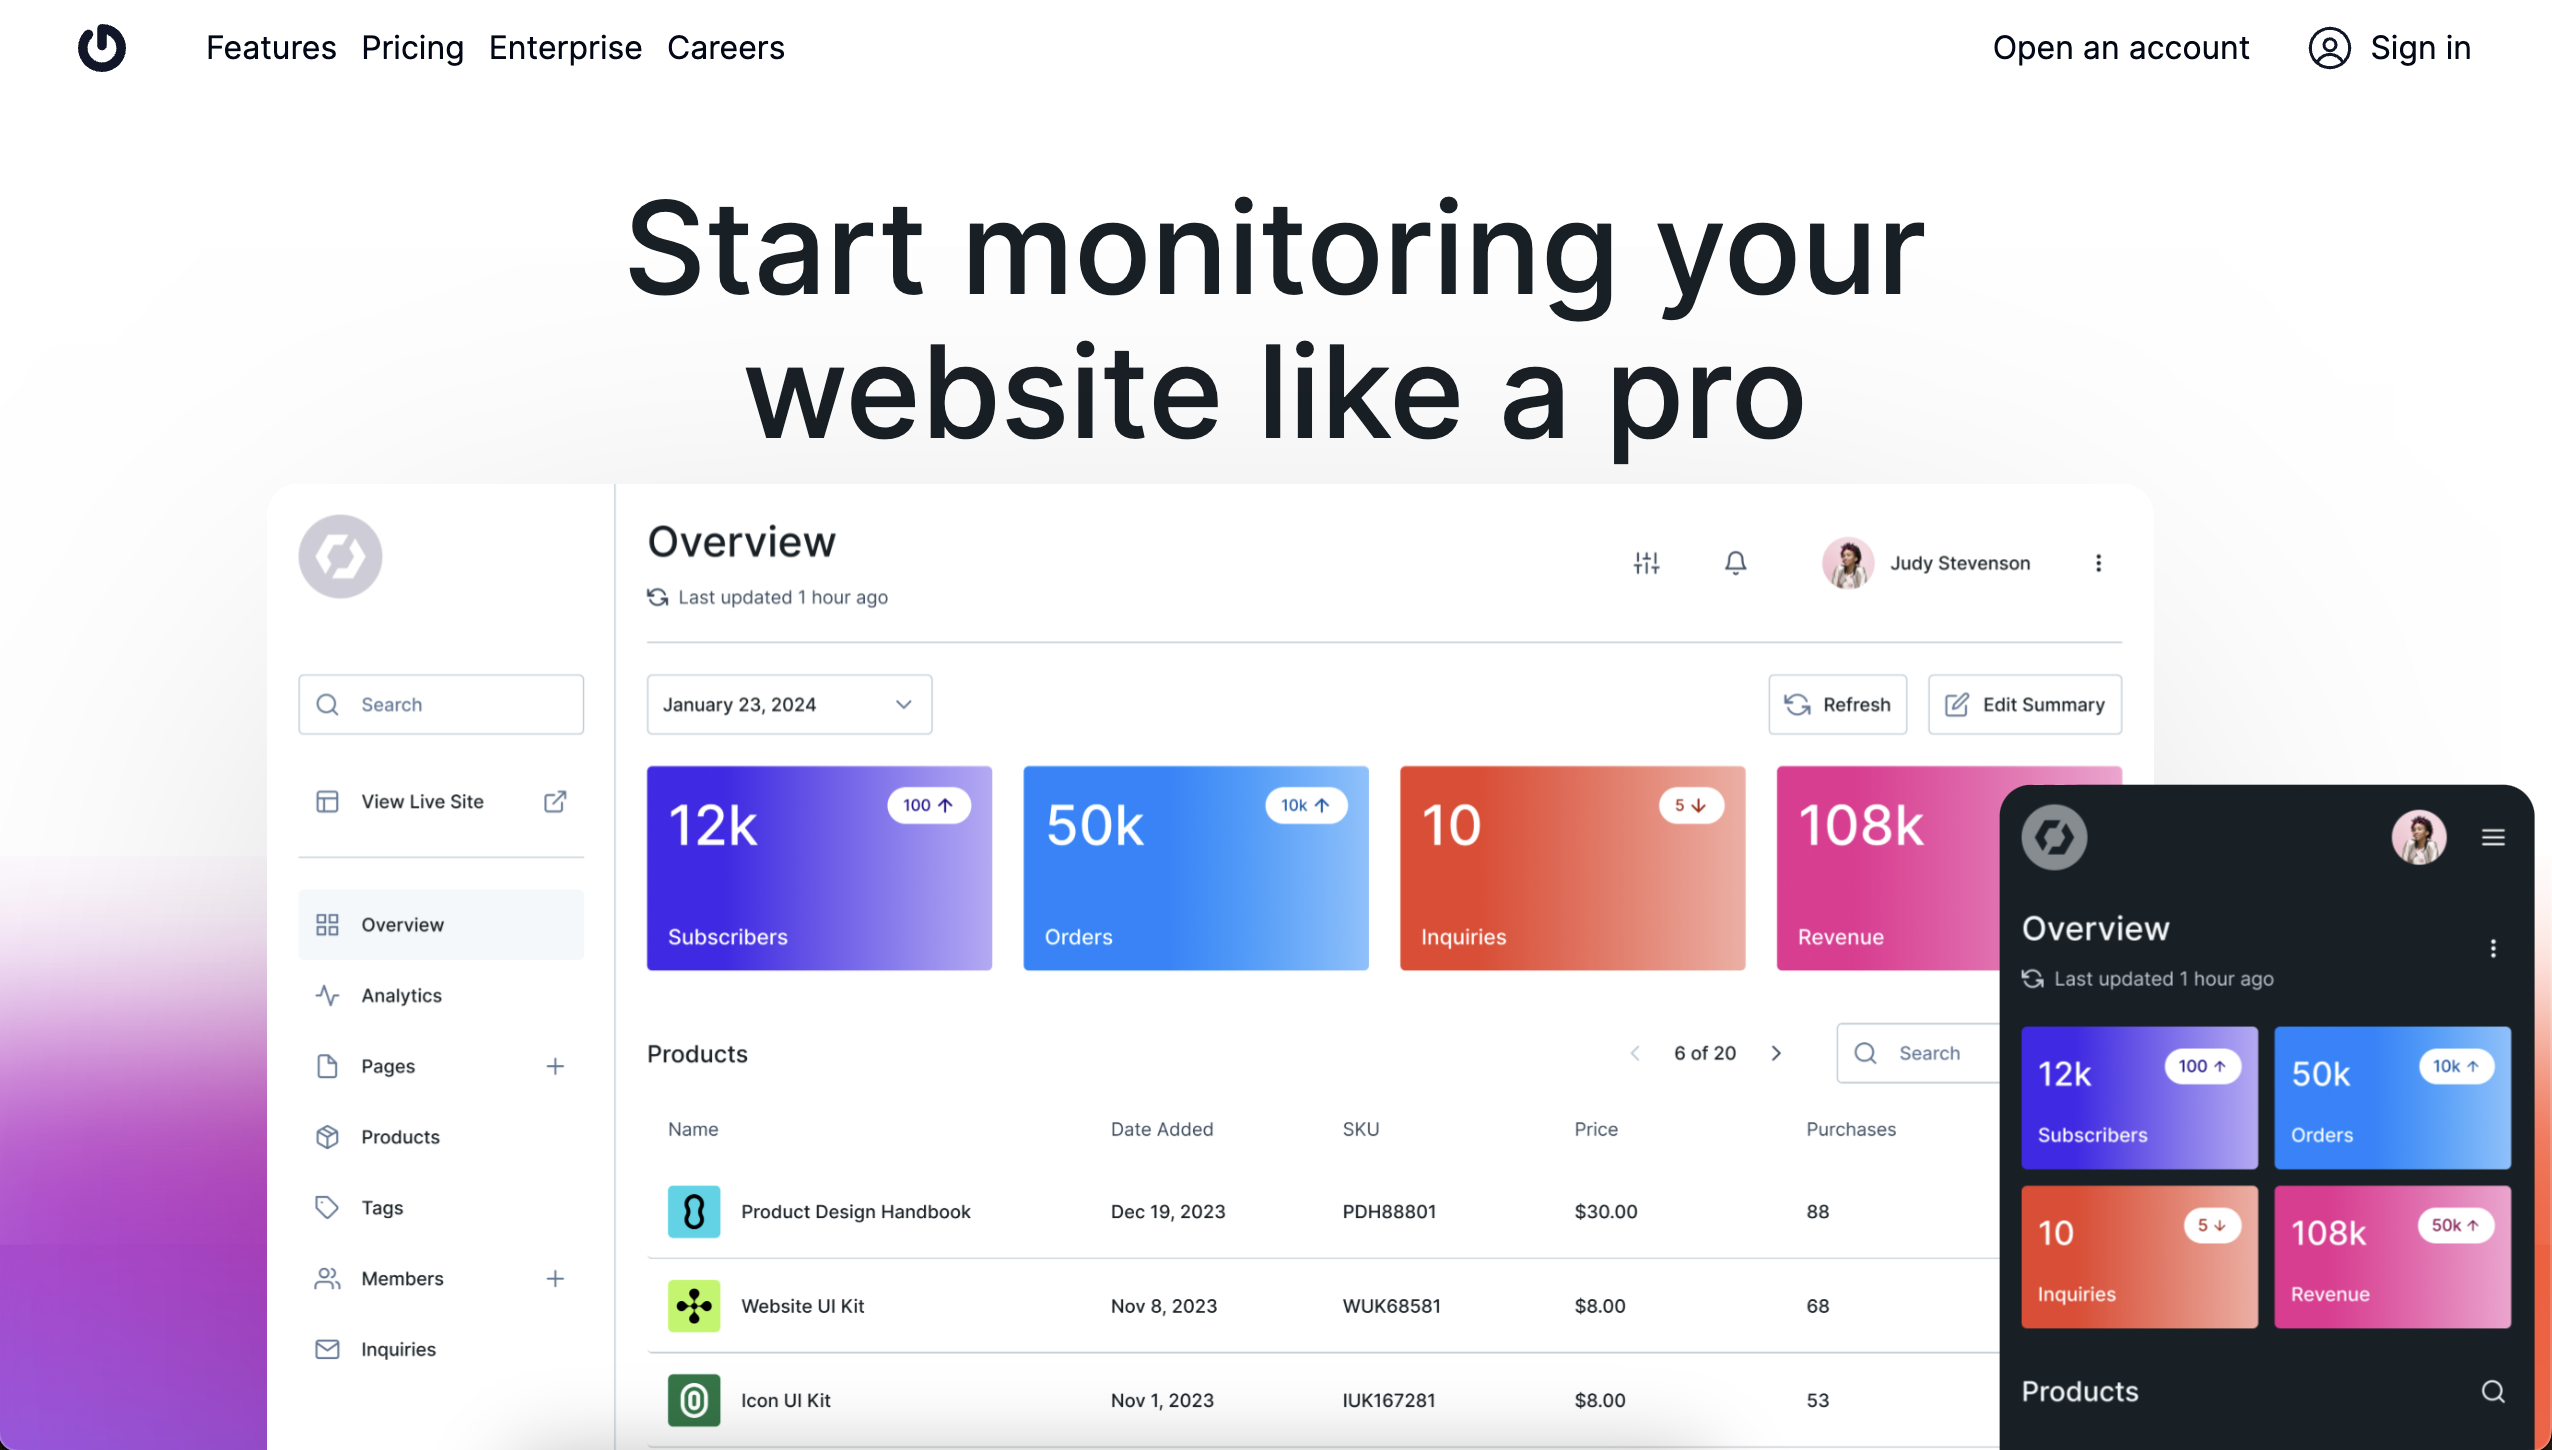 Features Pricing Enterprise Careers
Open an account Sign in
Start monitoring your
website like a pro
Overview
Last updated 1 hour ago
Judy Stevenson
Search
January 23, 2024
Refresh
Edit Summary
View Live Site
Overview
Analytics
Pages
Products
Tags
Members
Inquiries
12k
100
Subscribers
50k
10k
Orders
10
5
Inquiries
108k
Revenue
Products
6 of 20
Search
Name Date Added SKU Price Purchases
Product Design Handbook Dec 19, 2023 PDH88801 $30.00 88
Website UI Kit Nov 8, 2023 WUK68581 $8.00 68
Icon UI Kit Nov 1, 2023 IUK167281 $8.00 53
Overview
Last updated 1 hour ago
12k
100
Subscribers
50k
10k
Orders
10
5
Inquiries
108k
50k
Revenue
Products